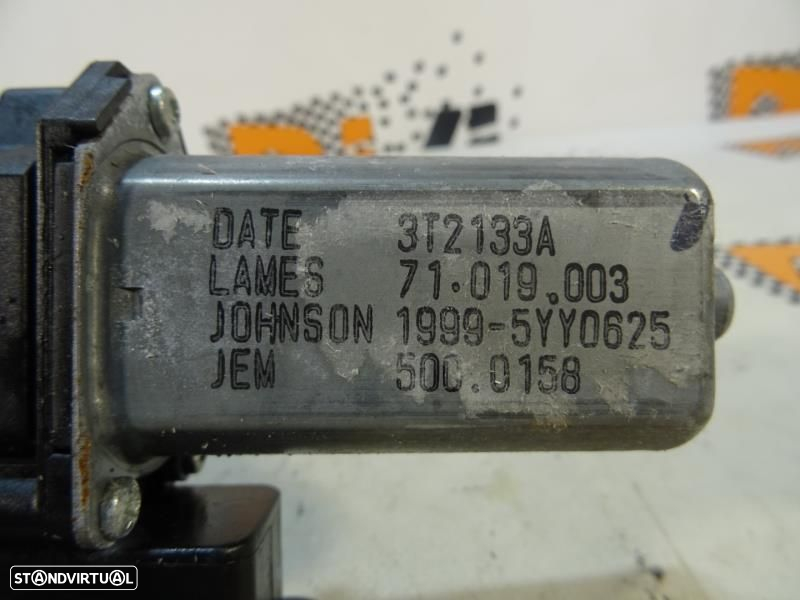 DATE 3T2133A
LAMES 71.019.003
JOHNSON 1999-5YY0625
JEM 500.0158
STANDVIRTUAL